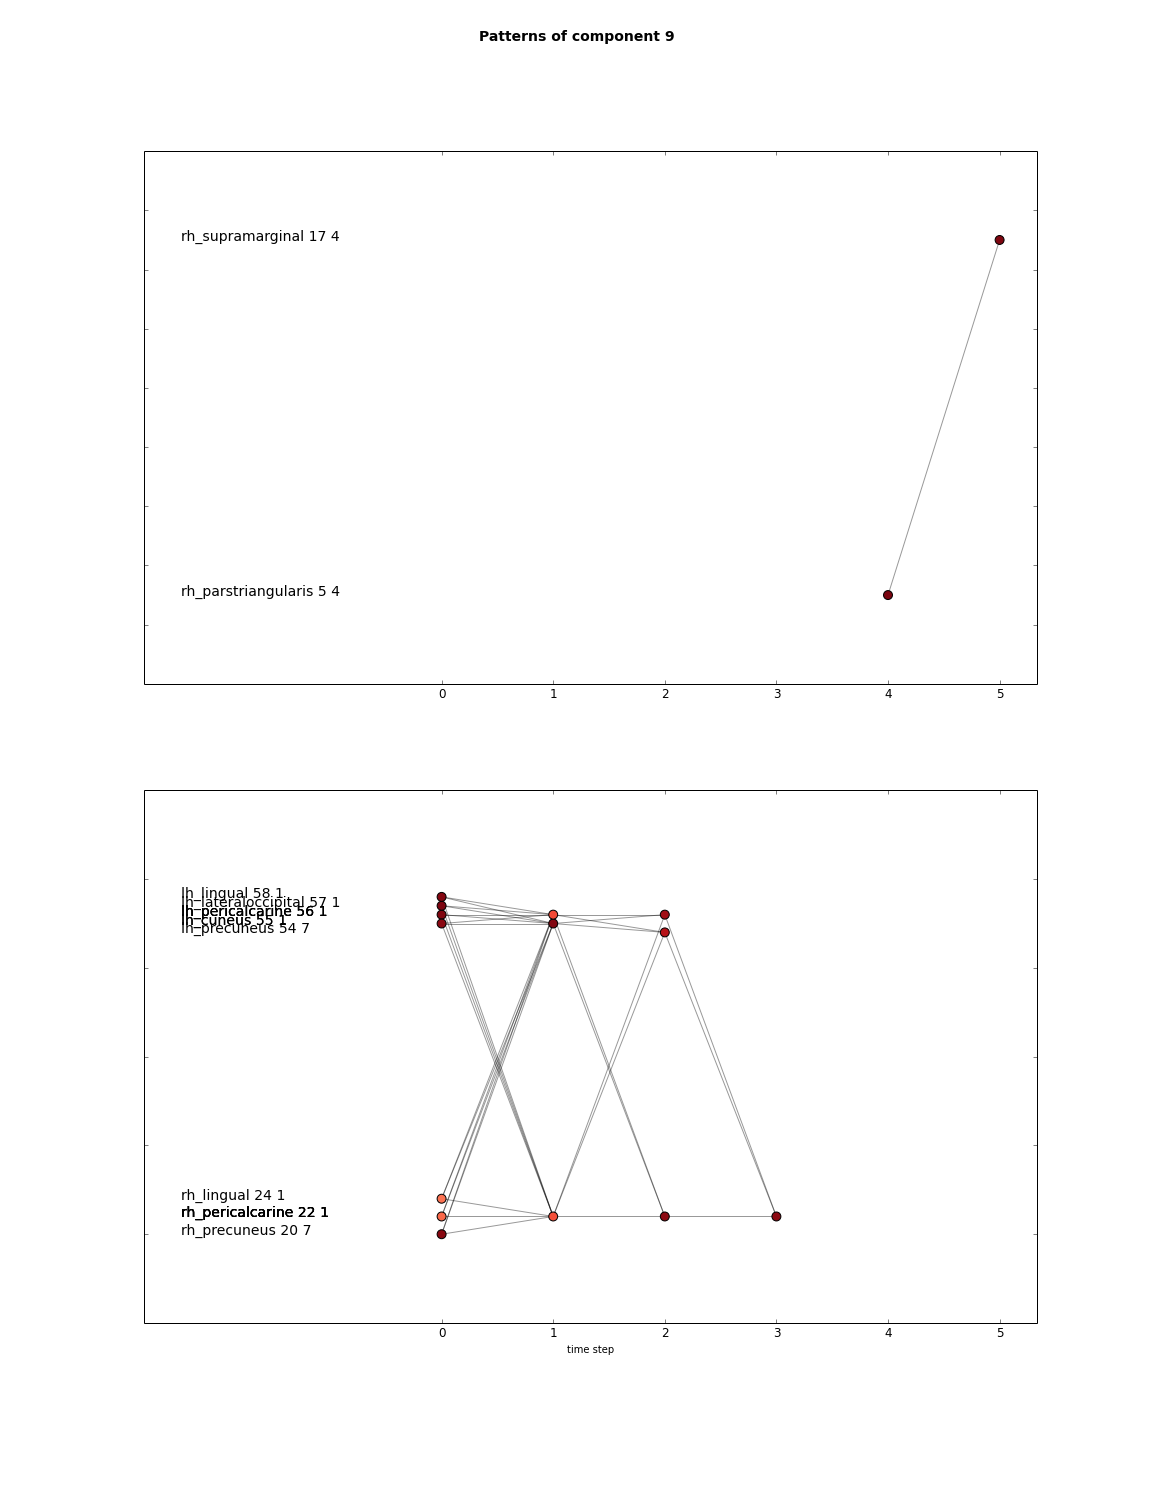 Patterns of component 9
rh_supramarginal 17 4
rh_parstriangularis 5 4
0 1 2 3 4 5
lh_lingual 58 1
lh_lateraloccipital 57 1
lh_pericalcarine 56 1
lh_cuneus 55 1
lh_precuneus 54 7
rh_lingual 24 1
rh_pericalcarine 22 1
rh_precuneus 20 7
0 1 2 3 4 5
time step